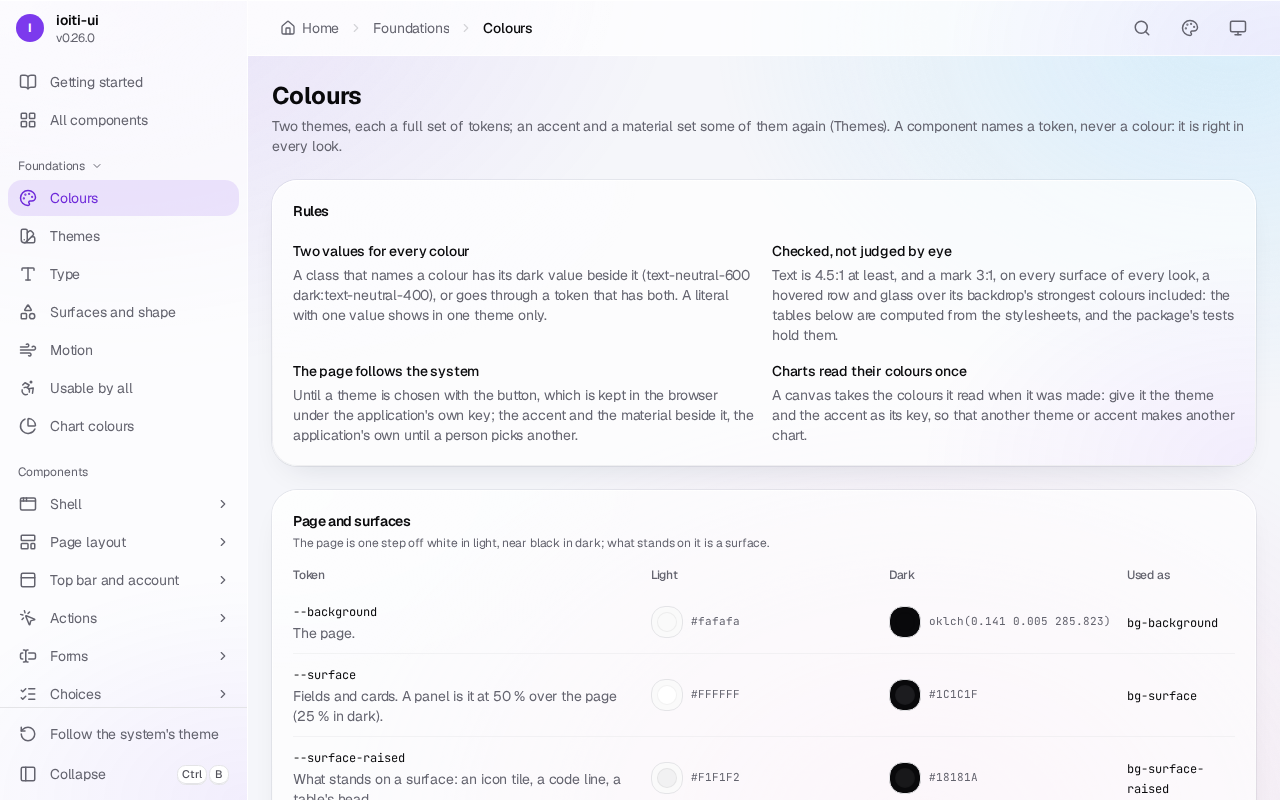 I
ioiti-ui
v0.26.0
Getting started
All components
Foundations
Colours
Themes
Type
Surfaces and shape
Motion
Usable by all
Chart colours
Components
Shell
Page layout
Top bar and account
Actions
Forms
Choices
Follow the system's theme
Collapse
Ctrl B
Home
Foundations
Colours
Colours
Two themes, each a full set of tokens; an accent and a material set some of them again (Themes). A component names a token, never a colour: it is right in
every look.
Rules
Two values for every colour
A class that names a colour has its dark value beside it (text-neutral-600
dark:text-neutral-400), or goes through a token that has both. A literal
with one value shows in one theme only.
Checked, not judged by eye
Text is 4.5:1 at least, and a mark 3:1, on every surface of every look, a
hovered row and glass over its backdrop's strongest colours included: the
tables below are computed from the stylesheets, and the package's tests
hold them.
The page follows the system
Until a theme is chosen with the button, which is kept in the browser
under the application's own key; the accent and the material beside it, the
application's own until a person picks another.
Charts read their colours once
A canvas takes the colours it read when it was made: give it the theme
and the accent as its key, so that another theme or accent makes another
chart.
Page and surfaces
The page is one step off white in light, near black in dark; what stands on it is a surface.
Token
Light
Dark
Used as
--background
The page.
#fafafa
oklch(0.141 0.005 285.823)
bg-background
--surface
Fields and cards. A panel is it at 50 % over the page
(25 % in dark).
#FFFFFF
#1C1C1F
bg-surface
--surface-raised
What stands on a surface: an icon tile, a code line, a
table's head.
#F1F1F2
#18181A
bg-surface-
raised